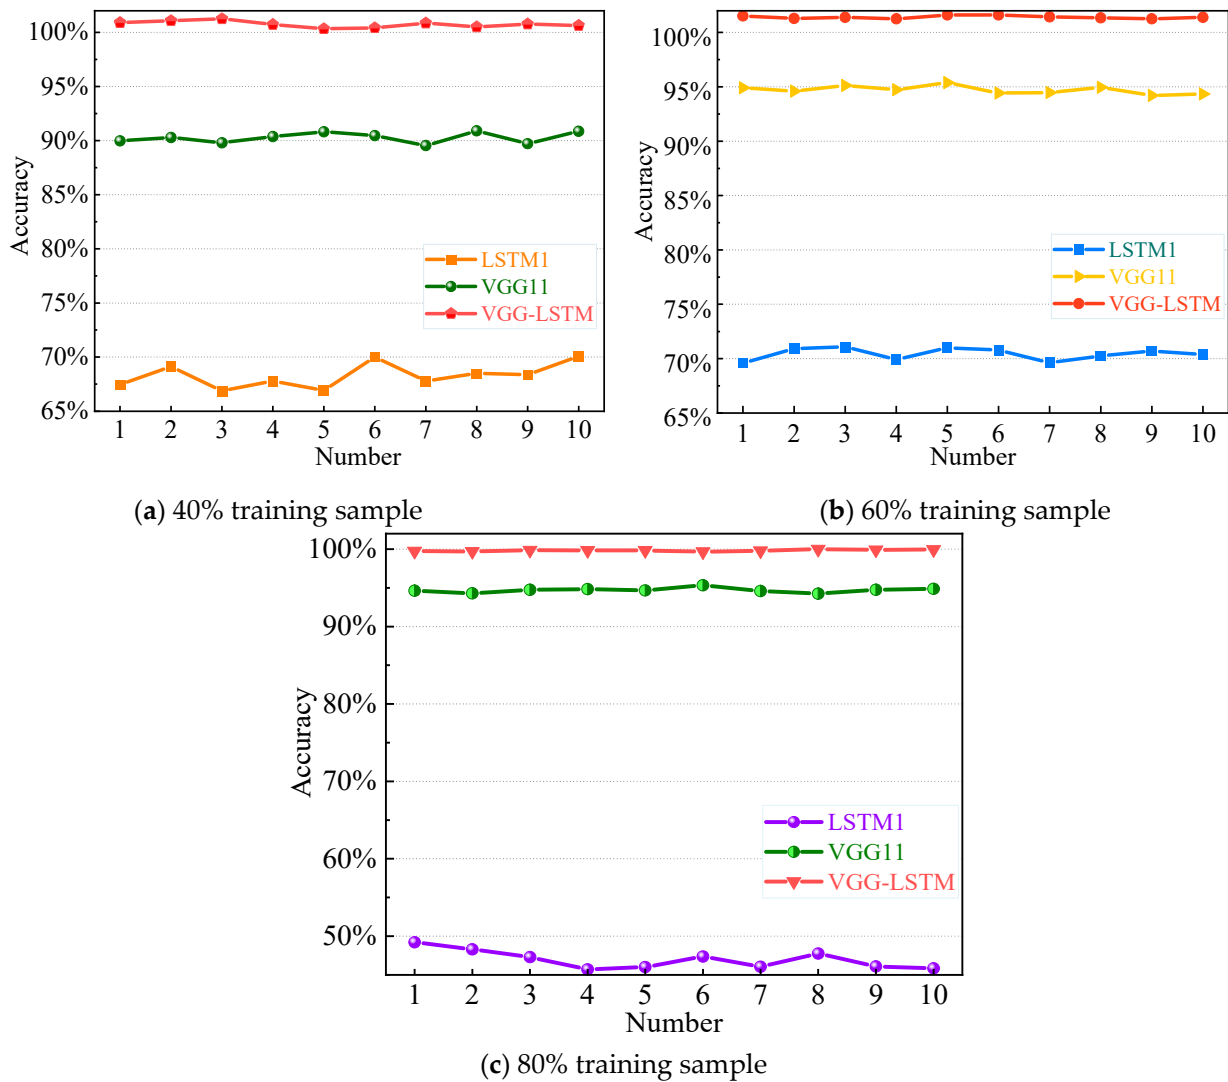 100%
95%
90%
85%
80%
75%
70%
65%
Accuracy
LSTM1
VGG11
VGG-LSTM
1 2 3 4 5 6 7 8 9 10
Number
(a) 40% training sample
100%
95%
90%
85%
80%
75%
70%
65%
Accuracy
LSTM1
VGG11
VGG-LSTM
1 2 3 4 5 6 7 8 9 10
Number
(b) 60% training sample
100%
90%
80%
70%
60%
50%
Accuracy
LSTM1
VGG11
VGG-LSTM
1 2 3 4 5 6 7 8 9 10
Number
(c) 80% training sample